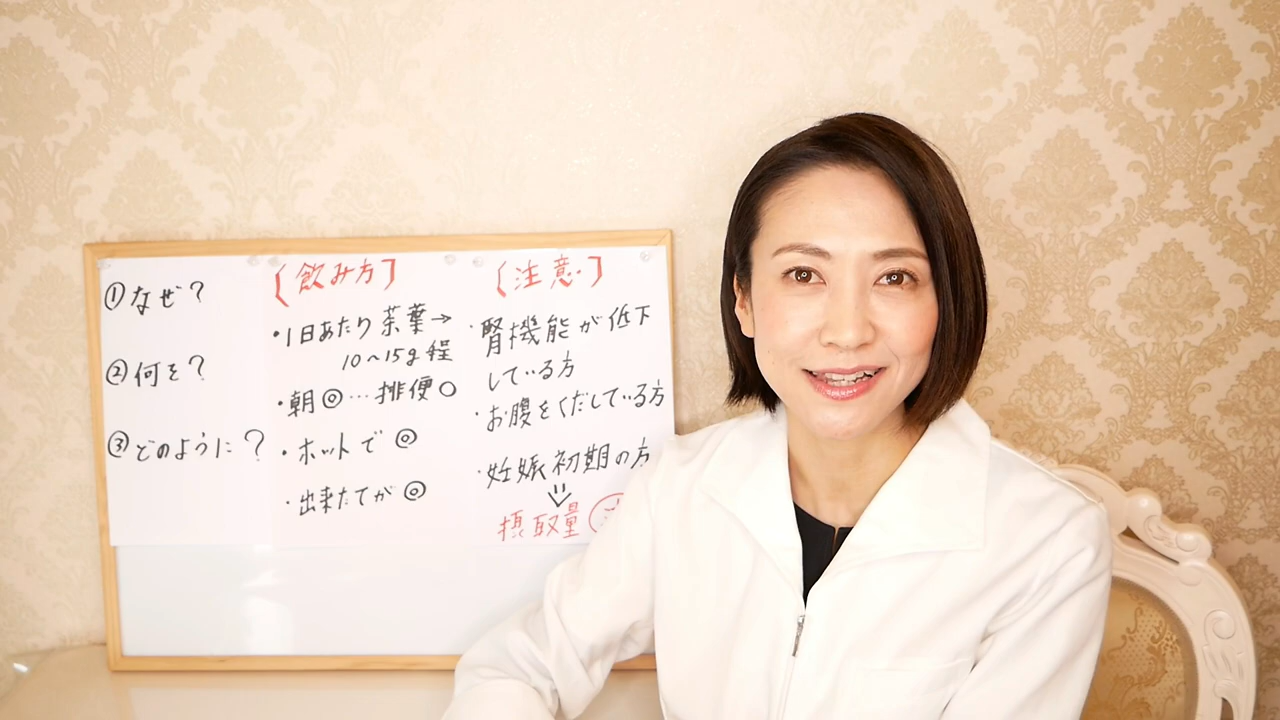 ①なぜ?
②何を?
③どのように?
〔飲み方〕
・1日あたり茶葉→
10〜15g程
・朝◎…排便○
・ホットで◎
・出来たてが◎
〔注意〕
・腎機能が低下
している方
・お腹をくだしている方
・妊娠初期の方
⇓
摂取量